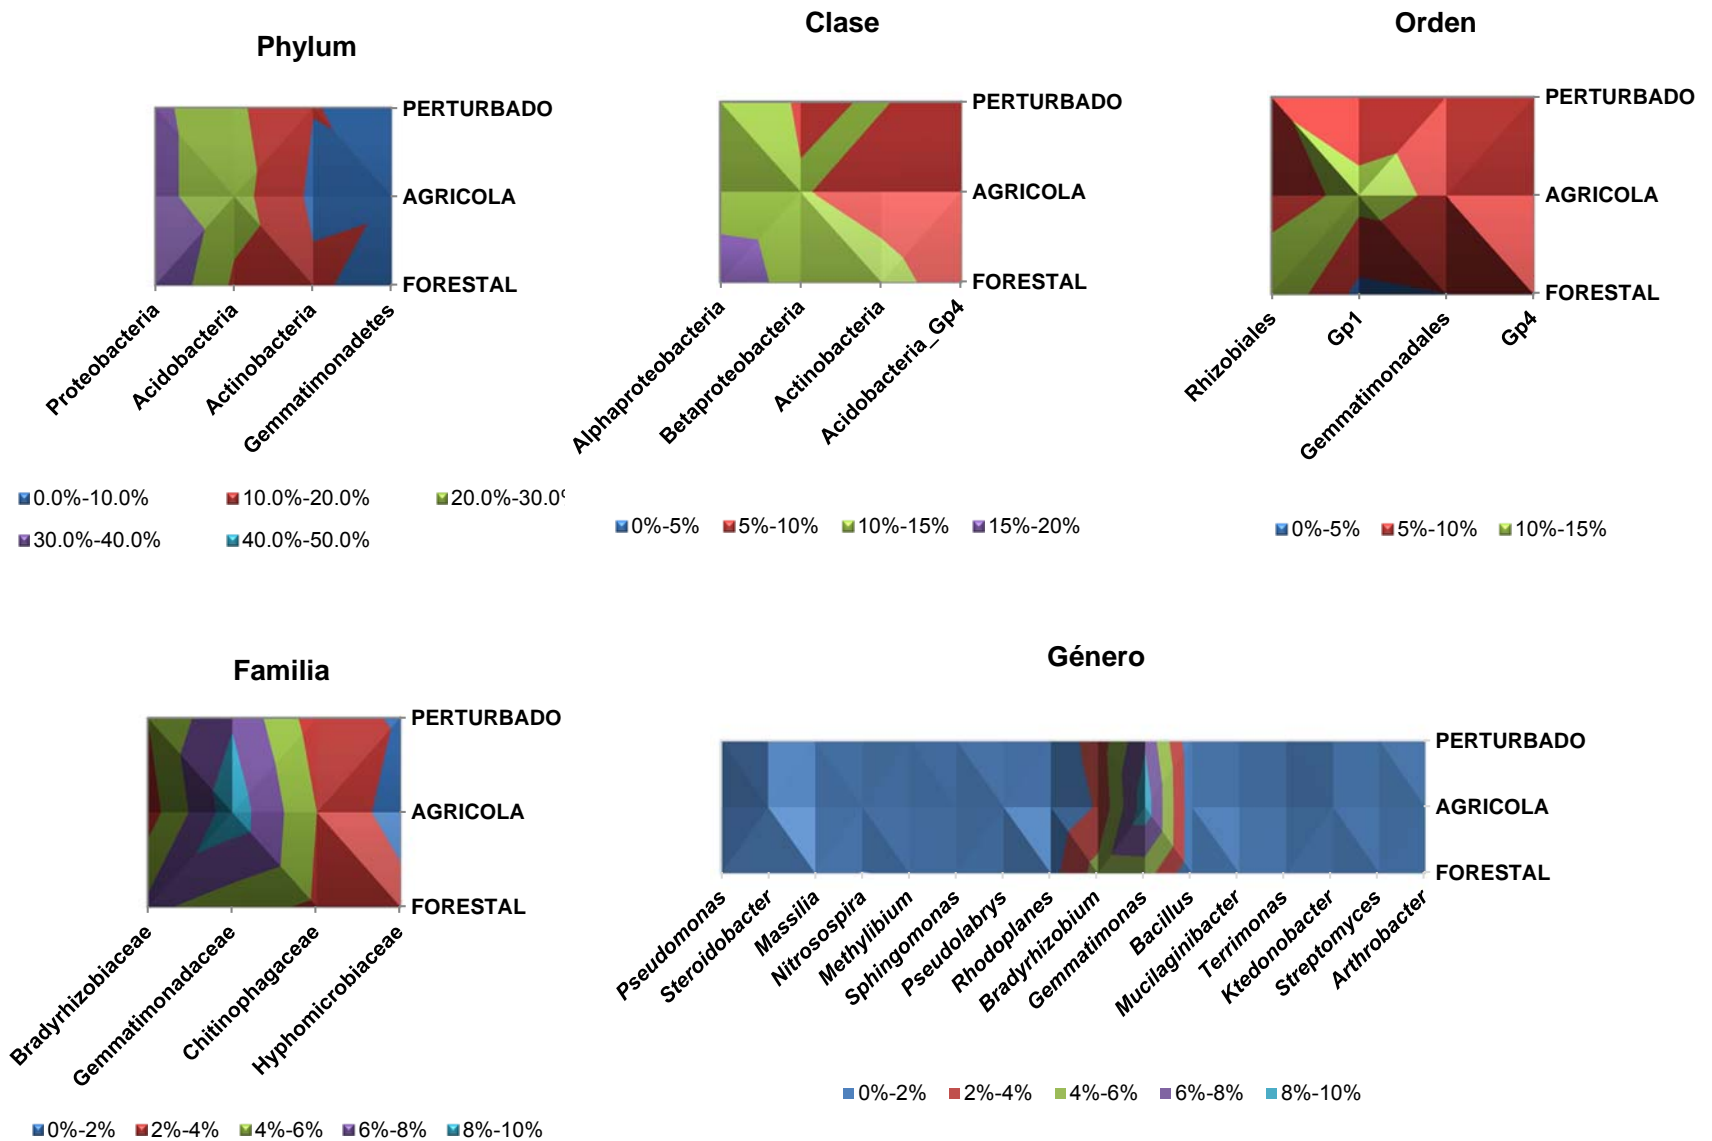 Phylum
PERTURBADO
AGRICOLA
FORESTAL
Proteobacteria
Acidobacteria
Actinobacteria
Gemmatimonadetes
0.0%-10.0%
10.0%-20.0%
20.0%-30.0%
30.0%-40.0%
40.0%-50.0%
Clase
PERTURBADO
AGRICOLA
FORESTAL
Alphaproteobacteria
Betaproteobacteria
Actinobacteria
Acidobacteria_Gp4
0%-5%
5%-10%
10%-15%
15%-20%
Orden
PERTURBADO
AGRICOLA
FORESTAL
Rhizobiales
Gp1
Gemmatimonadales
Gp4
0%-5%
5%-10%
10%-15%
Familia
PERTURBADO
AGRICOLA
FORESTAL
Bradyrhizobiaceae
Gemmatimonadaceae
Chitinophagaceae
Hyphomicrobiaceae
0%-2%
2%-4%
4%-6%
6%-8%
8%-10%
Género
PERTURBADO
AGRICOLA
FORESTAL
Pseudomonas
Steroidobacter
Massilia
Nitrosospira
Methylibium
Sphingomonas
Pseudolabrys
Rhodoplanes
Bradyrhizobium
Gemmatimonas
Bacillus
Mucilaginibacter
Terrimonas
Ktedonobacter
Streptomyces
Arthrobacter
0%-2%
2%-4%
4%-6%
6%-8%
8%-10%